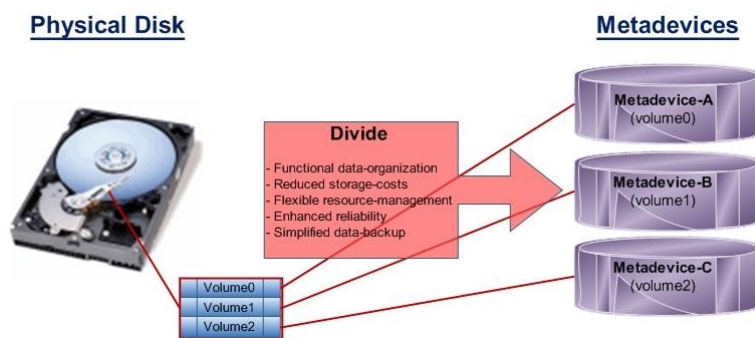 Physical Disk
Metadevices
Metadevice-A
(volume0)
Divide
- Functional data-organization
- Reduced storage-costs
- Flexible resource-management
- Enhanced reliability
- Simplified data-backup
Metadevice-B
(volume1)
Metadevice-C
(volume2)
Volume0
Volume1
Volume2